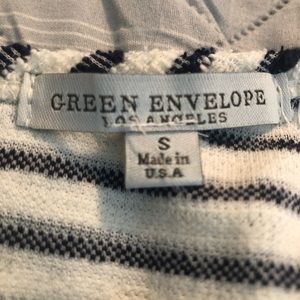 GREEN ENVELOPE
LOS ANGELES
S
Made in
U.S.A